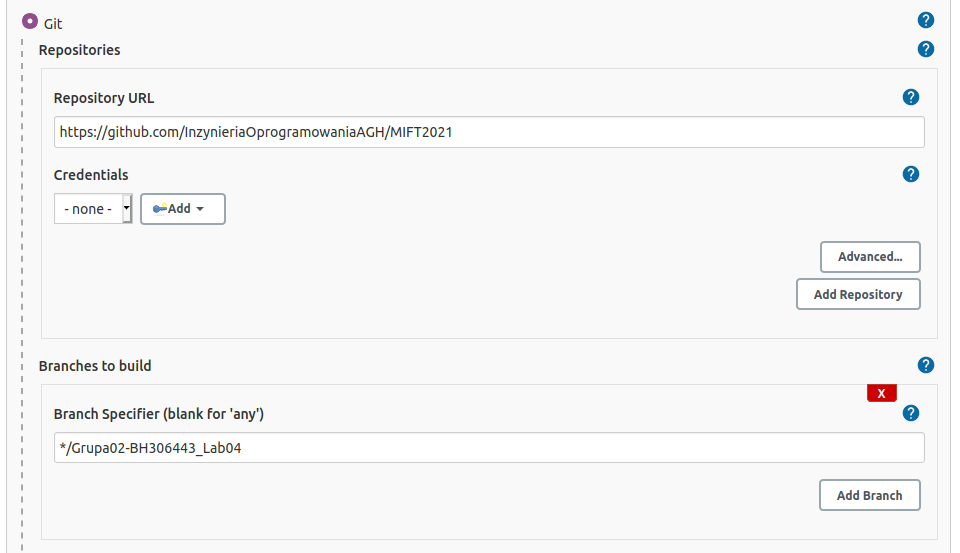 Git
Repositories
Repository URL
https://github.com/InzynieriaOprogramowaniaAGH/MIFT2021
Credentials
- none -
Add
Advanced...
Add Repository
Branches to build
X
Branch Specifier (blank for 'any')
*/Grupa02-BH306443_Lab04
Add Branch